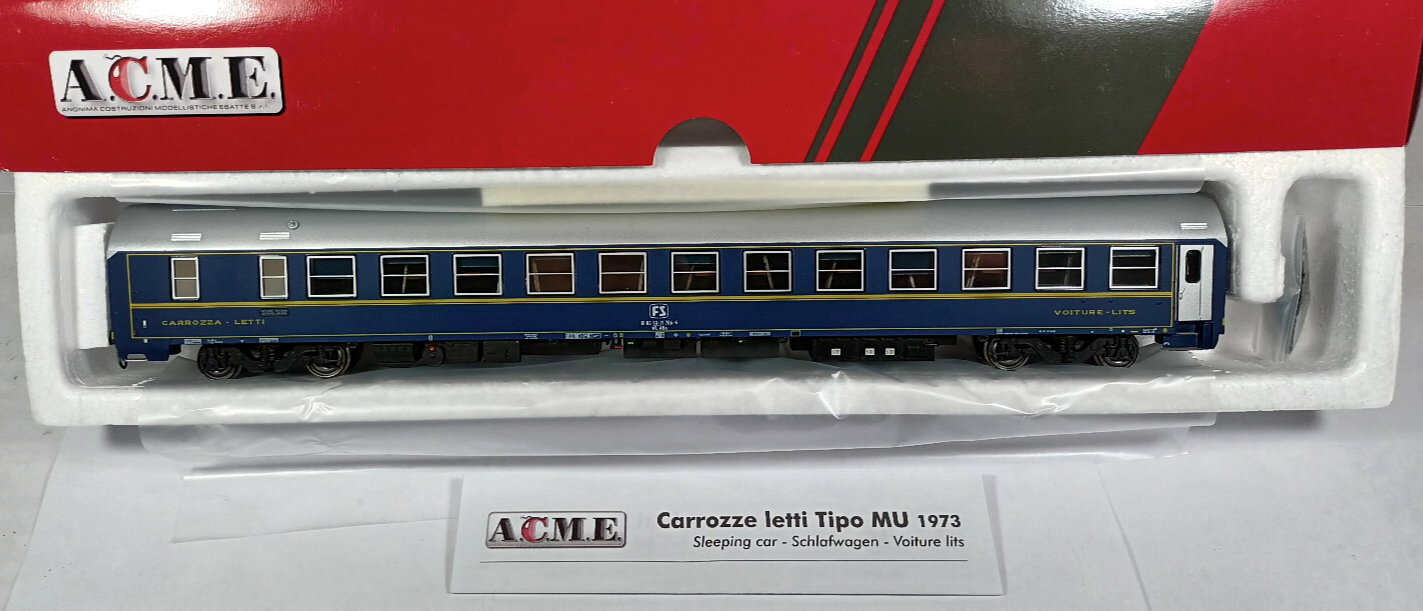 A.C.M.E.
ANONIMA COSTRUZIONI MODELLISTICHE ESATTE S.r.l.
FS
CARROZZA - LETTI
VOITURE - LITS
A.C.M.E.
Carrozze letti Tipo MU 1973
Sleeping car - Schlafwagen - Voiture lits